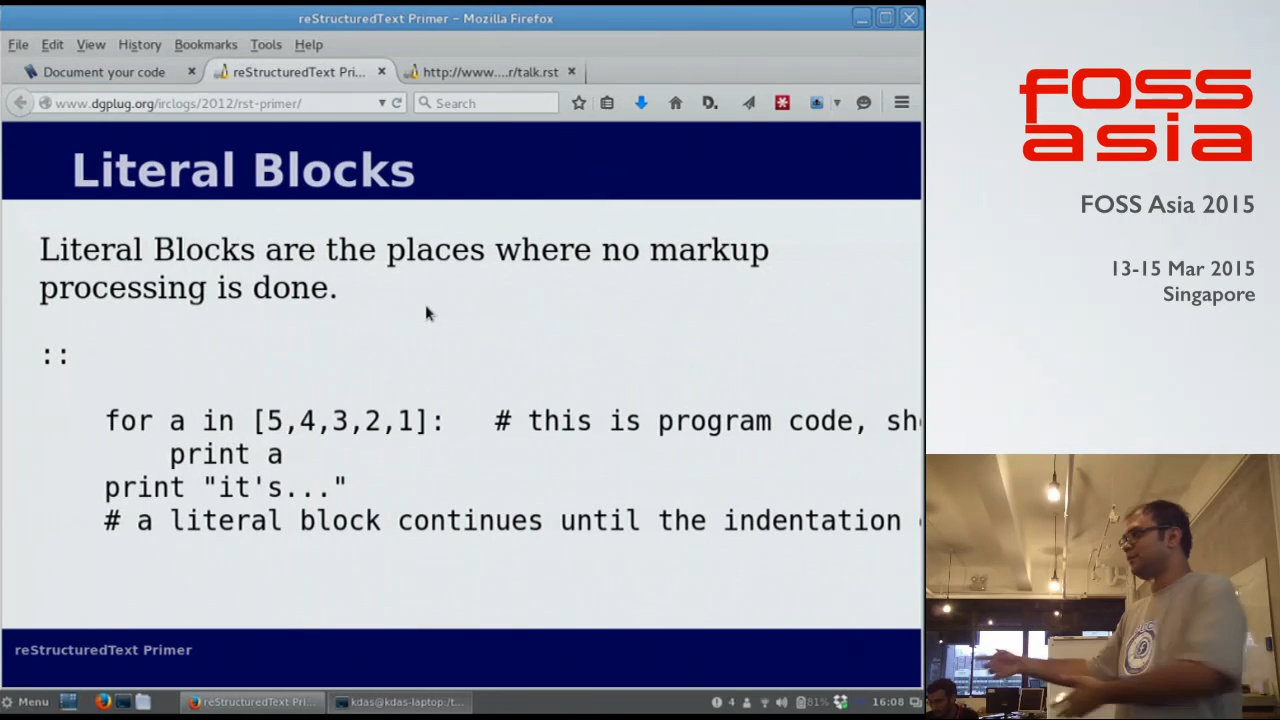 reStructuredText Primer - Mozilla Firefox
File Edit View History Bookmarks Tools Help
Document your code × reStructuredText Pri... × http://www....r/talk.rst ×
www.dgplug.org/irclogs/2012/rst-primer/ Search D.
Literal Blocks
Literal Blocks are the places where no markup
processing is done.
::
for a in [5,4,3,2,1]: # this is program code, sh
print a
print "it's..."
# a literal block continues until the indentation
reStructuredText Primer
Menu reStructuredText Pri... kdas@kdas-laptop:/t... 4 81% 16:08
FOSS
ASIA
FOSS Asia 2015
13-15 Mar 2015
Singapore